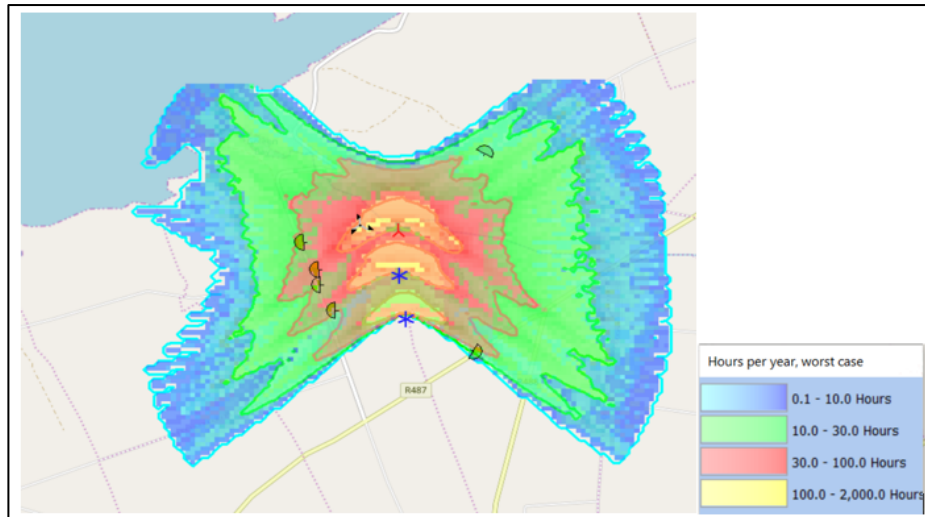 R487
Hours per year, worst case
0.1 - 10.0 Hours
10.0 - 30.0 Hours
30.0 - 100.0 Hours
100.0 - 2,000.0 Hours